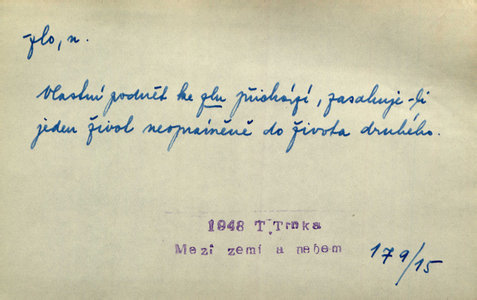 zlo, n.
Vlastní podnět ke zlu přichází, zasahuje-li
jeden život neoprávněně do života druhého.
1948 T.Trnka
Mezi zemí a nebem
179/15